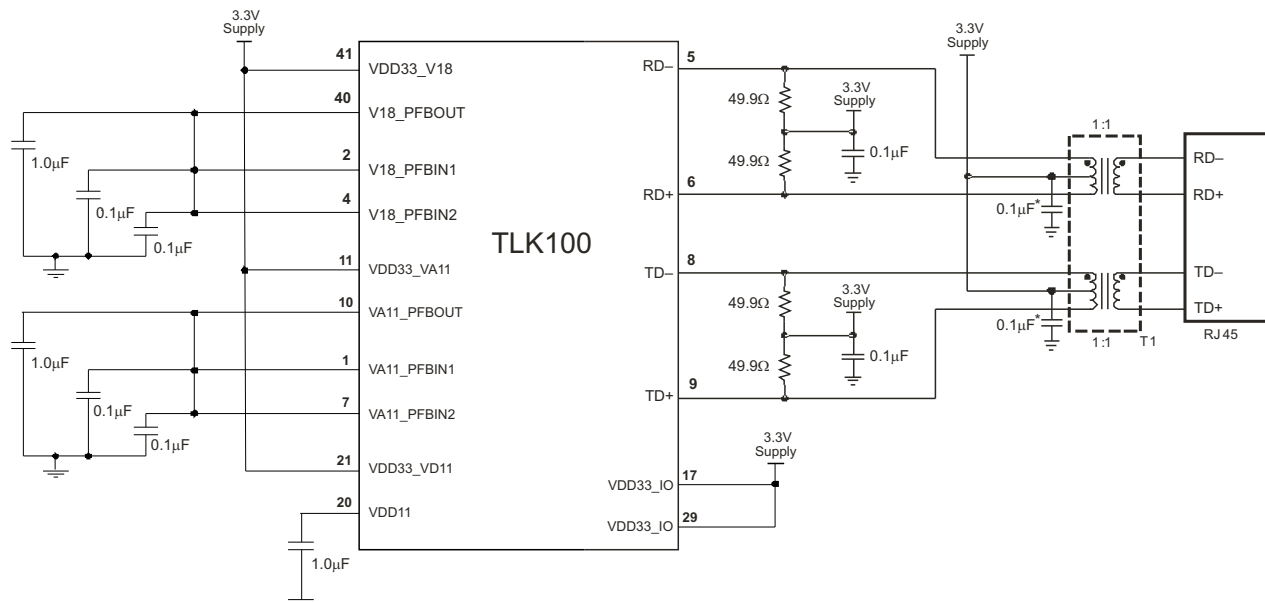 3.3V
Supply
41
VDD33_V18
40
V18_PFBOUT
1.0μF
2
V18_PFBIN1
0.1μF
4
V18_PFBIN2
0.1μF
11
VDD33_VA11
10
VA11_PFBOUT
1.0μF
1
VA11_PFBIN1
0.1μF
7
VA11_PFBIN2
0.1μF
21
VDD33_VD11
20
VDD11
1.0μF
TLK100
RD–
5
49.9Ω
3.3V
Supply
0.1μF
49.9Ω
RD+
6
TD–
8
49.9Ω
3.3V
Supply
0.1μF
49.9Ω
TD+
9
3.3V
Supply
VDD33_IO
17
VDD33_IO
29
3.3V
Supply
1:1
0.1μF*
0.1μF*
1:1
T1
RD–
RD+
TD–
TD+
RJ45